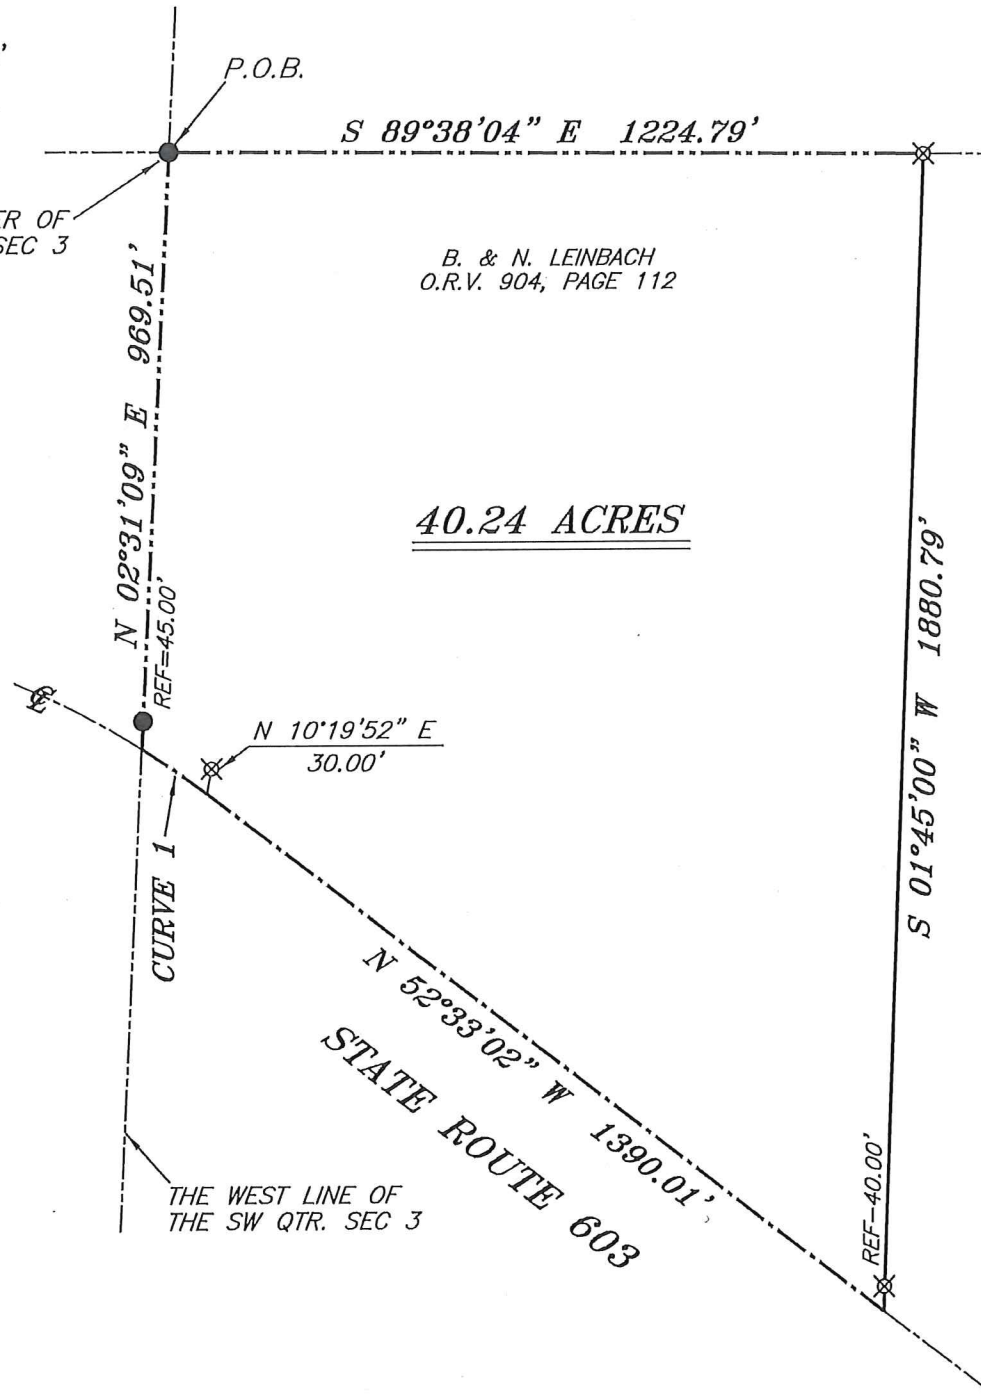 P.O.B.
S 89°38'04" E 1224.79'
OF
SEC 3
B. & N. LEINBACH
O.R.V. 904, PAGE 112
N 02°31'09" E 969.51'
REF=45.00'
40.24 ACRES
S 01°45'00" W 1880.79'
℄
N 10°19'52" E
30.00'
CURVE 1
N 52°33'02" W 1390.01'
STATE ROUTE 603
REF-40.00'
THE WEST LINE OF
THE SW QTR. SEC 3